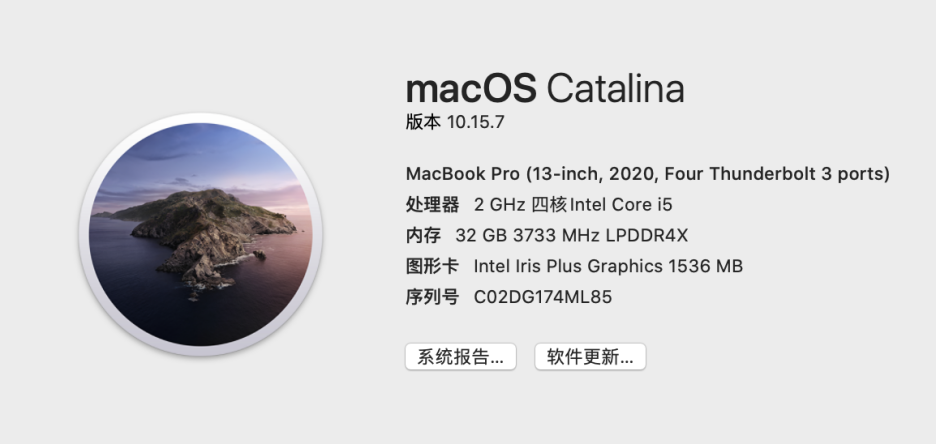 macOS Catalina
版本 10.15.7
MacBook Pro (13-inch, 2020, Four Thunderbolt 3 ports)
处理器 2 GHz 四核Intel Core i5
内存 32 GB 3733 MHz LPDDR4X
图形卡 Intel Iris Plus Graphics 1536 MB
序列号 C02DG174ML85
系统报告... 软件更新...